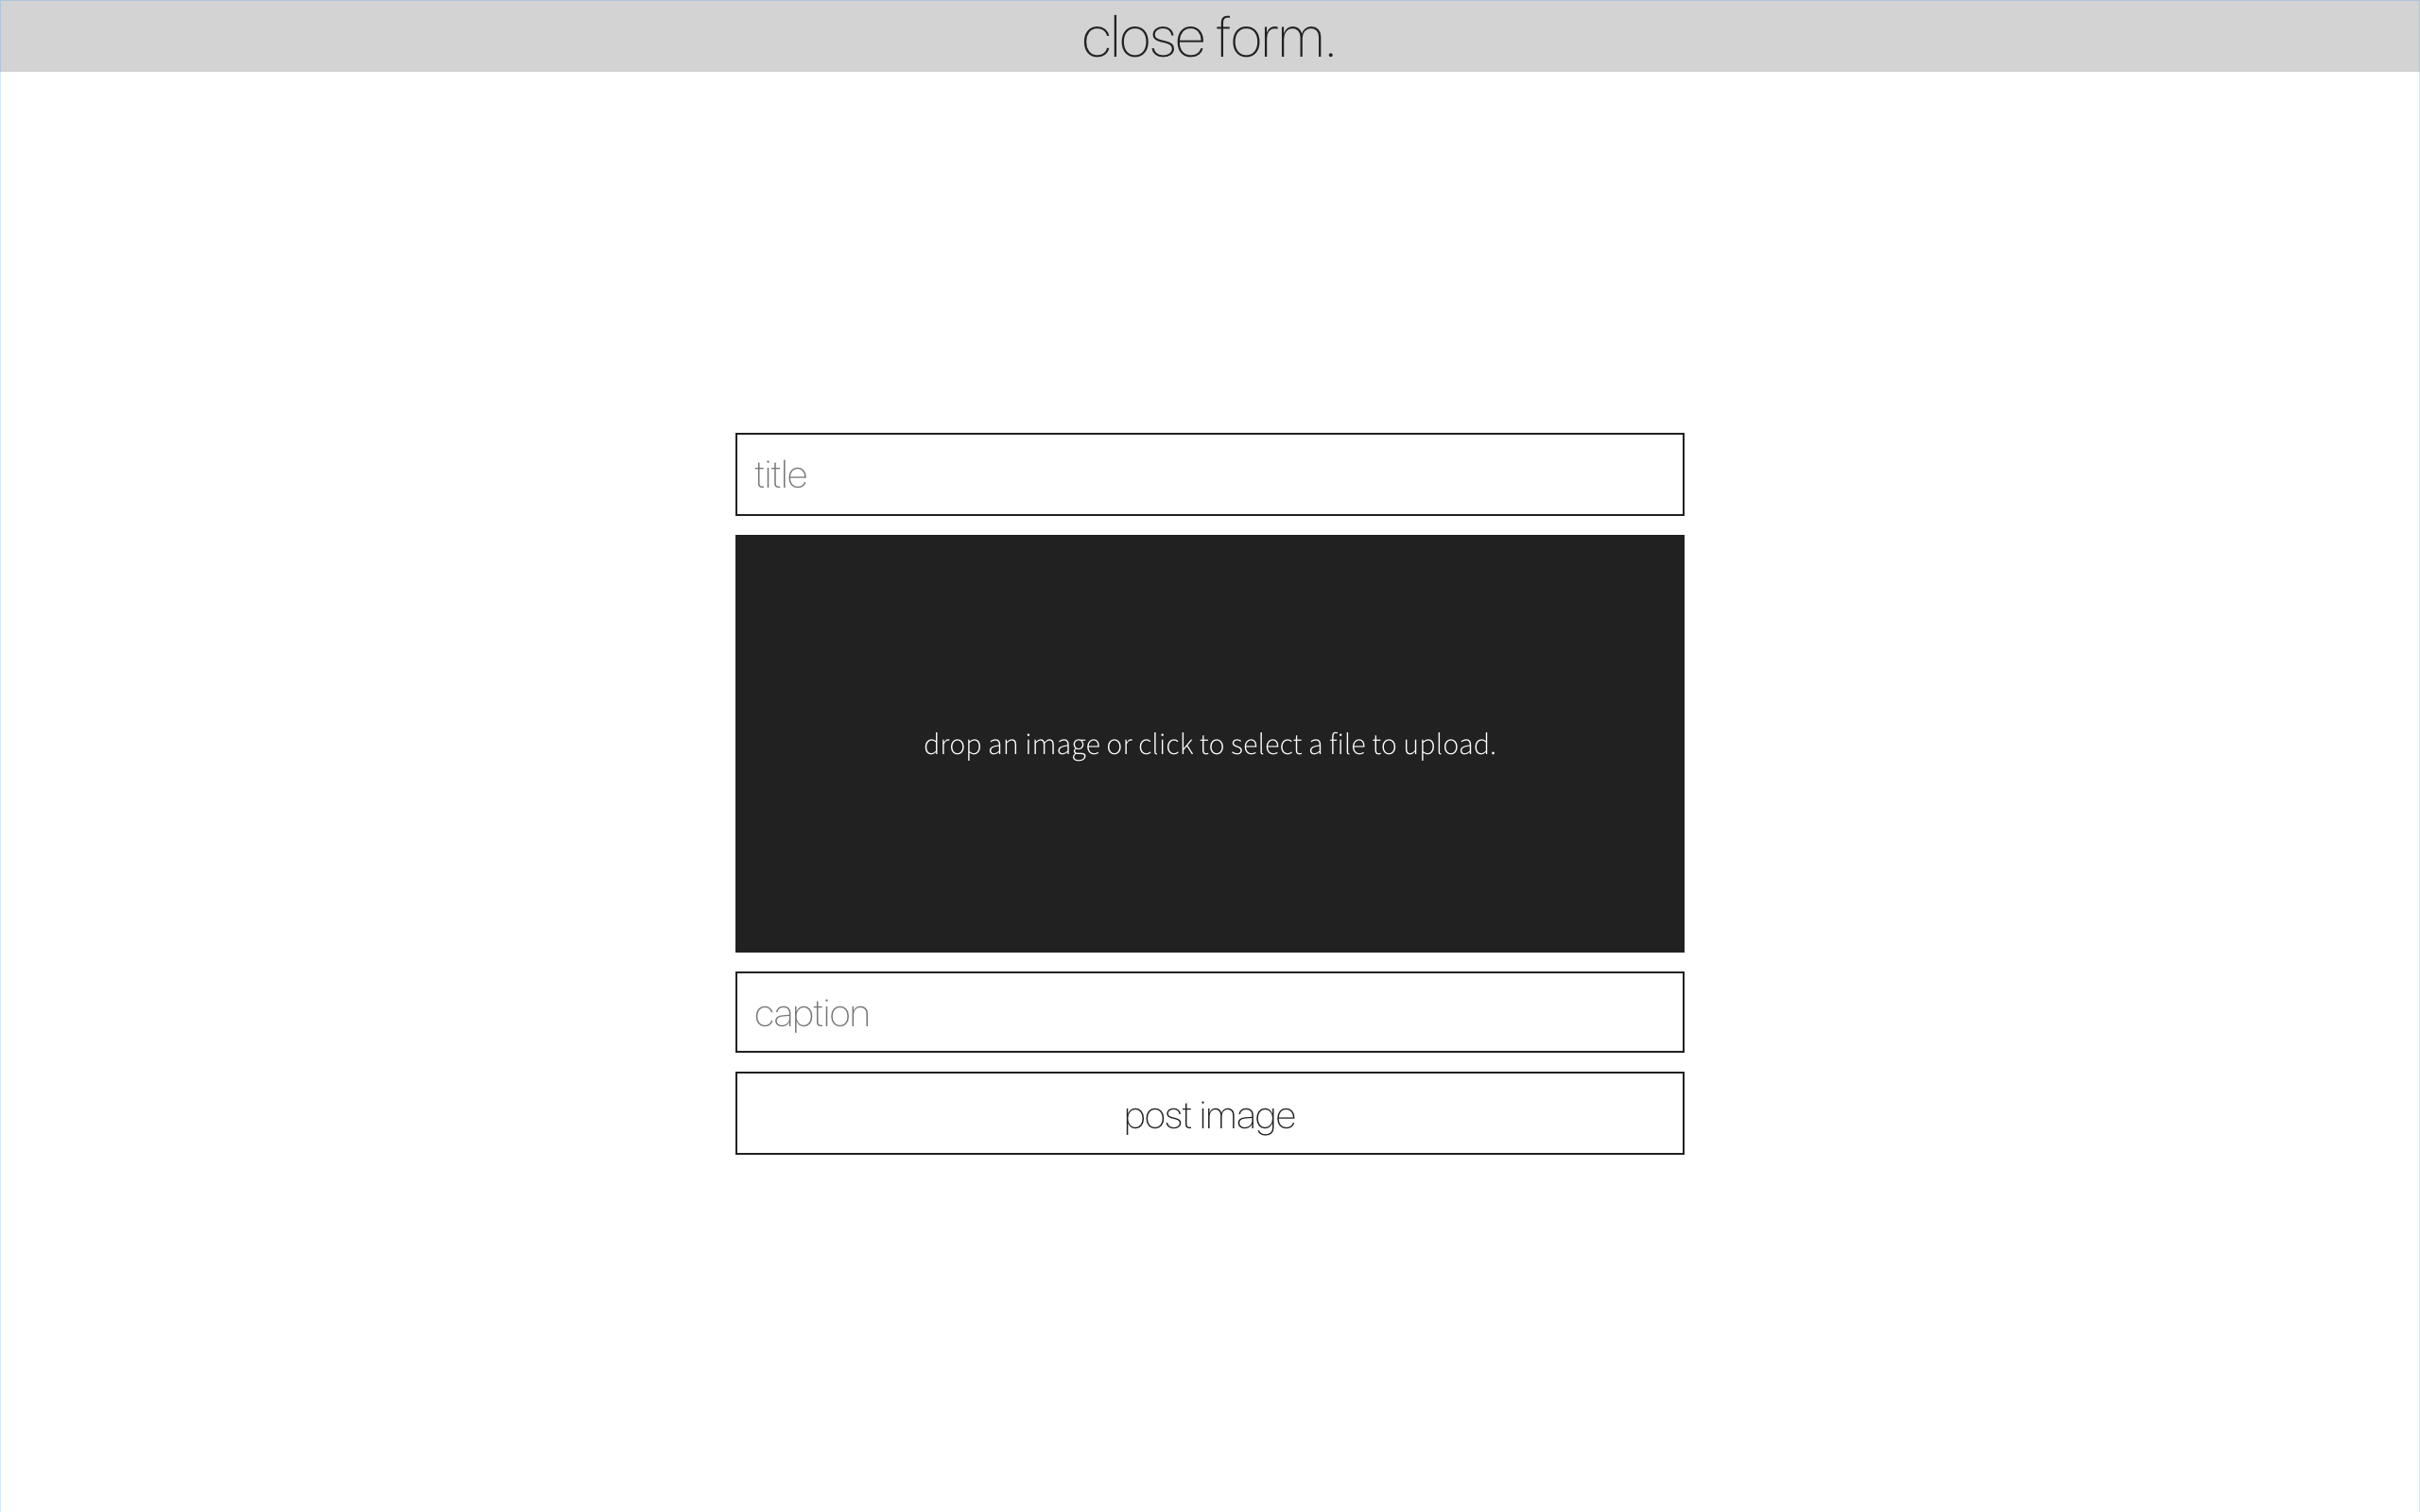 close form.
title
drop an image or click to select a file to upload.
caption
post image